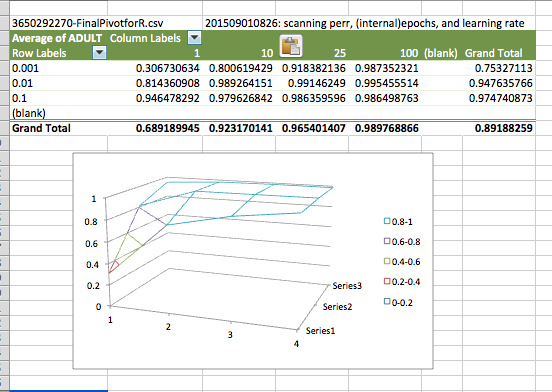 3650292270-FinalPivotforR.csv 201509010826: scanning perr, (internal)epochs, and learning rate
Average of ADULT Column Labels
Row Labels 1 10 25 100 (blank) Grand Total
0.001 0.306730634 0.800619429 0.918382136 0.987352321 0.75327113
0.01 0.814360908 0.989264151 0.99146249 0.995455514 0.947635766
0.1 0.946478292 0.979626842 0.986359596 0.986498763 0.974740873
(blank)
Grand Total 0.689189945 0.923170141 0.965401407 0.989768866 0.89188259
1
0.8
0.6
0.4
0.2
0
1
2
3
4
Series1
Series2
Series3
0.8-1
0.6-0.8
0.4-0.6
0.2-0.4
0-0.2